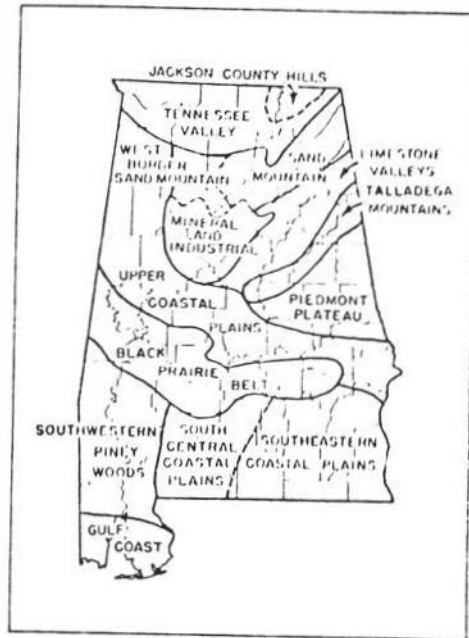 JACKSON COUNTY HILLS
TENNESSEE
VALLEY
WEST
BORDER
SAND MOUNTAIN
SAND
MOUNTAIN
LIMESTONE
VALLEYS
TALLADEGA
MOUNTAINS
MINERAL
LAND
INDUSTRIAL
UPPER
COASTAL
PLAINS
PIEDMONT
PLATEAU
BLACK
PRAIRIE
BELT
SOUTHWESTERN
PINEY
WOODS
SOUTH
CENTRAL
COASTAL
PLAINS
SOUTHEASTERN
COASTAL PLAINS
GULF
COAST